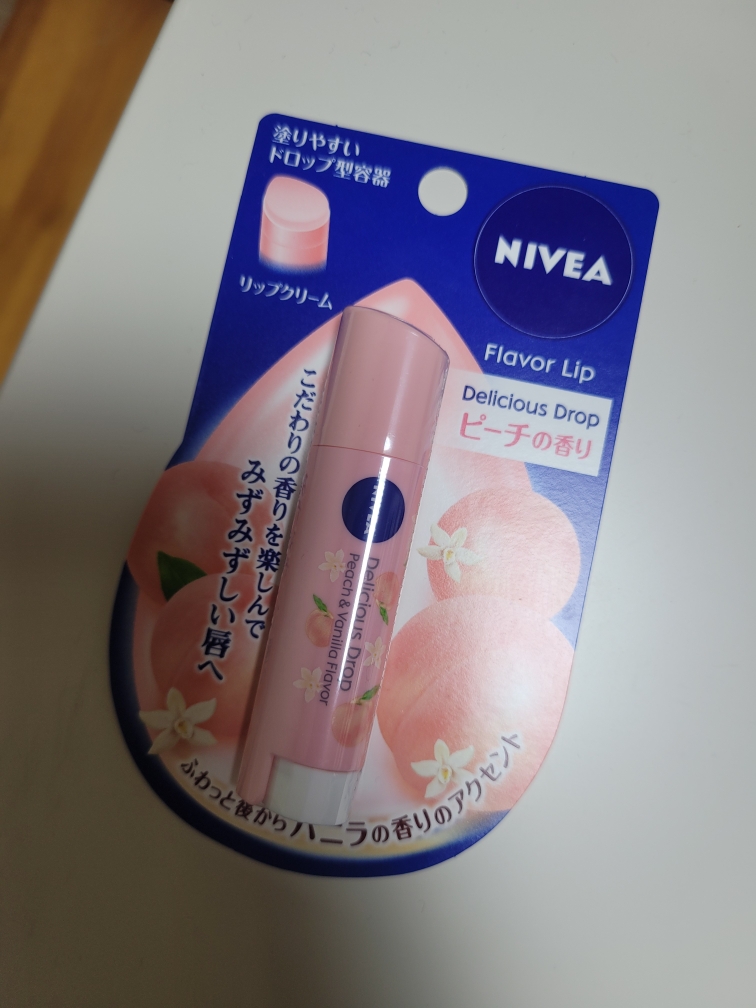 塗りやすい
ドロップ型容器
リップクリーム
NIVEA
Flavor Lip
Delicious Drop
ピーチの香り
こだわりの香りを楽しんで
みずみずしい唇へ
NIVEA
Delicious Drop
Peach & Vanilla Flavor
ふわっと後からバニラの香りのアクセント